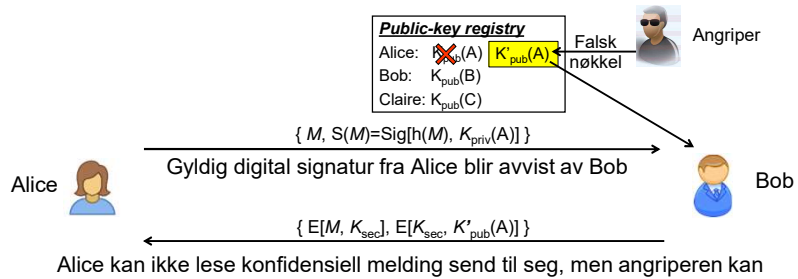 Public-key registry
Alice: Kpub(A) K'pub(A)
Bob: Kpub(B)
Claire: Kpub(C)
Falsk
nøkkel
Angriper
{ M, S(M)=Sig[h(M), Kpriv(A)] }
Gyldig digital signatur fra Alice blir avvist av Bob
Alice
Bob
{ E[M, Ksec], E[Ksec, K'pub(A)] }
Alice kan ikke lese konfidensiell melding send til seg, men angriperen kan